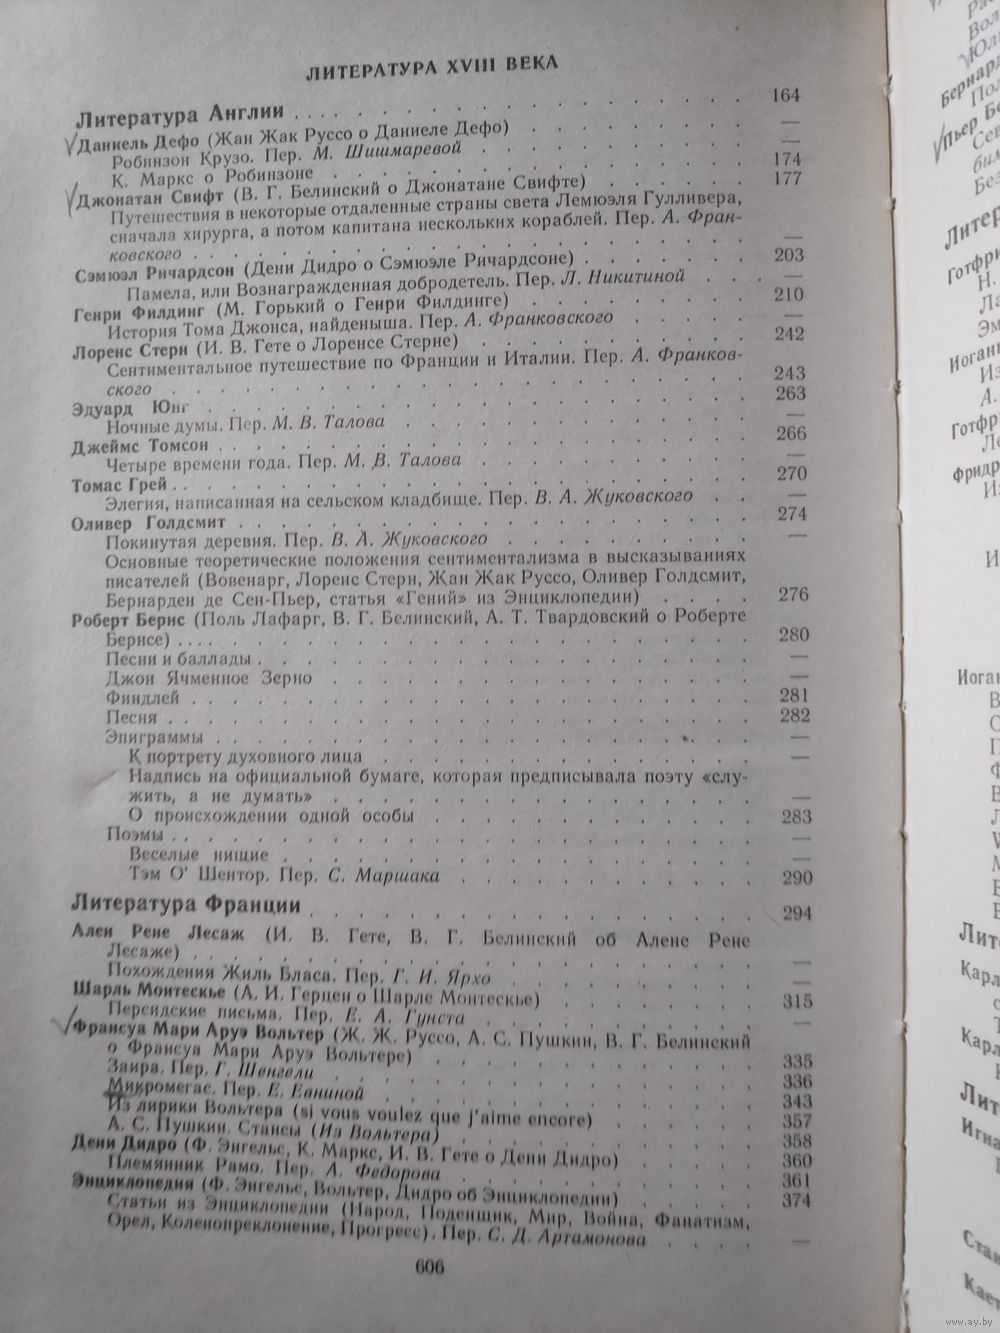 ЛИТЕРАТУРА XVIII ВЕКА
Литература Англии . . . . . . . . . . . . 164
Даниель Дефо (Жан Жак Руссо о Даниеле Дефо) . . . . . . —
Робинзон Крузо. Пер. М. Шишмаревой . . . . . . . —
К. Маркс о Робинзоне . . . . . . . . . . 174
Джонатан Свифт (В. Г. Белинский о Джонатане Свифте) . . . . 177
Путешествия в некоторые отдаленные страны света Лемюэля Гулливера,
сначала хирурга, а потом капитана нескольких кораблей. Пер. А. Фран-
ковского . . . . . . . . . . . . . —
Сэмюэл Ричардсон (Дени Дидро о Сэмюэле Ричардсоне) . . . . . 203
Памела, или Вознагражденная добродетель. Пер. Л. Никитиной . . . —
Генри Филдинг (М. Горький о Генри Филдинге) . . . . . . 210
История Тома Джонса, найденыша. Пер. А. Франковского . . . . —
Лоренс Стерн (И. В. Гете о Лоренсе Стерне) . . . . . . . 242
Сентиментальное путешествие по Франции и Италии. Пер. А. Франков-
ского . . . . . . . . . . . . . . 243
Эдуард Юнг . . . . . . . . . . . . . 263
Ночные думы. Пер. М. В. Талова . . . . . . . . —
Джеймс Томсон . . . . . . . . . . . . 266
Четыре времени года. Пер. М. В. Талова . . . . . . —
Томас Грей . . . . . . . . . . . . . 270
Элегия, написанная на сельском кладбище. Пер. В. А. Жуковского . . —
Оливер Голдсмит . . . . . . . . . . . . 274
Покинутая деревня. Пер. В. А. Жуковского . . . . . . —
Основные теоретические положения сентиментализма в высказываниях
писателей (Вовенарг, Лоренс Стерн, Жан Жак Руссо, Оливер Голдсмит,
Бернарден де Сен-Пьер, статья «Гений» из Энциклопедии) . . . . 276
Роберт Бернс (Поль Лафарг, В. Г. Белинский, А. Т. Твардовский о Роберте
Бернсе) . . . . . . . . . . . . . . 280
Песни и баллады . . . . . . . . . . . . —
Джон Ячменное Зерно . . . . . . . . . . —
Финдлей . . . . . . . . . . . . . . 281
Песня . . . . . . . . . . . . . . . 282
Эпиграммы . . . . . . . . . . . . . —
К портрету духовного лица . . . . . . . . . —
Надпись на официальной бумаге, которая предписывала поэту «слу-
жить, а не думать» . . . . . . . . . . . —
О происхождении одной особы . . . . . . . . 283
Поэмы . . . . . . . . . . . . . . . —
Веселые нищие . . . . . . . . . . . . —
Тэм О' Шентор. Пер. С. Маршака . . . . . . . . 290
Литература Франции . . . . . . . . . . . 294
Ален Рене Лесаж (И. В. Гете, В. Г. Белинский об Алене Рене
Лесаже) . . . . . . . . . . . . . . —
Похождения Жиль Бласа. Пер. Г. И. Ярхо . . . . . . —
Шарль Монтескье (А. И. Герцен о Шарле Монтескье) . . . . . 315
Персидские письма. Пер. Е. А. Гунста . . . . . . . —
Франсуа Мари Аруэ Вольтер (Ж. Ж. Руссо, А. С. Пушкин, В. Г. Белинский
о Франсуа Мари Аруэ Вольтере) . . . . . . . . 335
Заира. Пер. Г. Шенгели . . . . . . . . . . 336
Микромегас. Пер. Е. Евниной . . . . . . . . . 343
Из лирики Вольтера (si vous voulez que j'aime encore) . . . . 357
А. С. Пушкин. Стансы (Из Вольтера) . . . . . . . 358
Дени Дидро (Ф. Энгельс, К. Маркс, И. В. Гете о Дени Дидро) . . . 360
Племянник Рамо. Пер. А. Федорова . . . . . . . 361
Энциклопедия (Ф. Энгельс, Вольтер, Дидро об Энциклопедии) . . . 374
Статьи из Энциклопедии (Народ, Поденщик, Мир, Война, Фанатизм,
Орел, Коленопреклонение, Прогресс). Пер. С. Д. Артамонова . . . —
606
www.ay.by